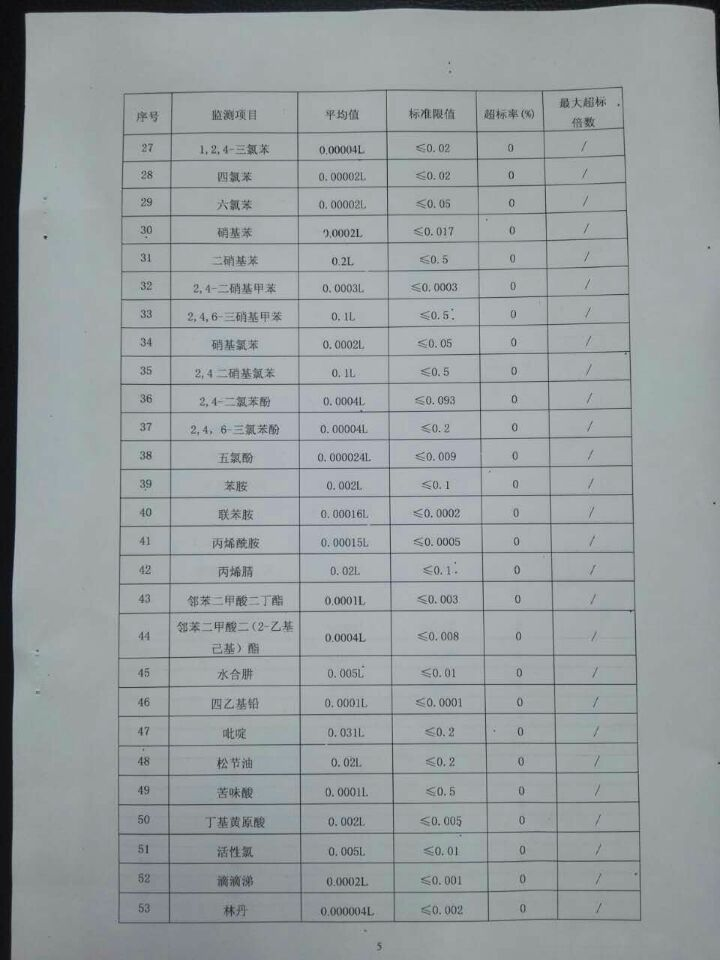 序号 监测项目 平均值 标准限值 超标率(%) 最大超标
倍数
27 1,2,4-三氯苯 0.00004L ≤0.02 0 /
28 四氯苯 0.00002L ≤0.02 0 /
29 六氯苯 0.00002L ≤0.05 0 /
30 硝基苯 0.0002L ≤0.017 0 /
31 二硝基苯 0.2L ≤0.5 0 /
32 2,4-二硝基甲苯 0.0003L ≤0.0003 0 /
33 2,4,6-三硝基甲苯 0.1L ≤0.5 0 /
34 硝基氯苯 0.0002L ≤0.05 0 /
35 2,4二硝基氯苯 0.1L ≤0.5 0 /
36 2,4-二氯苯酚 0.0004L ≤0.093 0 /
37 2,4,6-三氯苯酚 0.00004L ≤0.2 0 /
38 五氯酚 0.000024L ≤0.009 0 /
39 苯胺 0.002L ≤0.1 0 /
40 联苯胺 0.00016L ≤0.0002 0 /
41 丙烯酰胺 0.00015L ≤0.0005 0 /
42 丙烯腈 0.02L ≤0.1 0 /
43 邻苯二甲酸二丁酯 0.0001L ≤0.003 0 /
44 邻苯二甲酸二(2-乙基
己基)酯 0.0004L ≤0.008 0 /
45 水合肼 0.005L ≤0.01 0 /
46 四乙基铅 0.0001L ≤0.0001 0 /
47 吡啶 0.031L ≤0.2 0 /
48 松节油 0.02L ≤0.2 0 /
49 苦味酸 0.0001L ≤0.5 0 /
50 丁基黄原酸 0.002L ≤0.005 0 /
51 活性氯 0.005L ≤0.01 0 /
52 滴滴涕 0.0002L ≤0.001 0 /
53 林丹 0.000004L ≤0.002 0 /
5